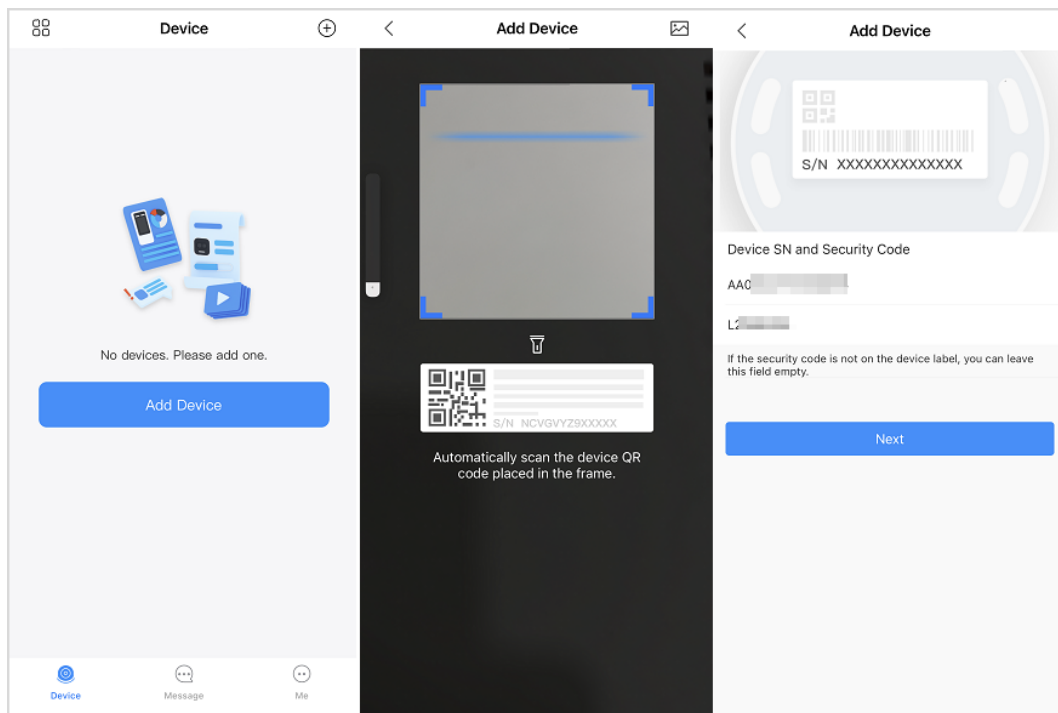 Device
No devices. Please add one.
Add Device
Device
Message
Me
Add Device
S/N NCVGVYZ9XXXXX
Automatically scan the device QR
code placed in the frame.
Add Device
S/N XXXXXXXXXXXXXX
Device SN and Security Code
AA0
L2
If the security code is not on the device label, you can leave
this field empty.
Next